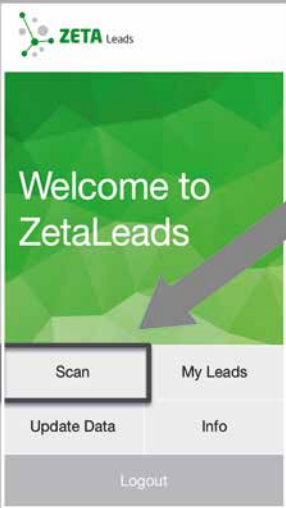 ZETA Leads
Welcome to
ZetaLeads
Scan
My Leads
Update Data
Info
Logout